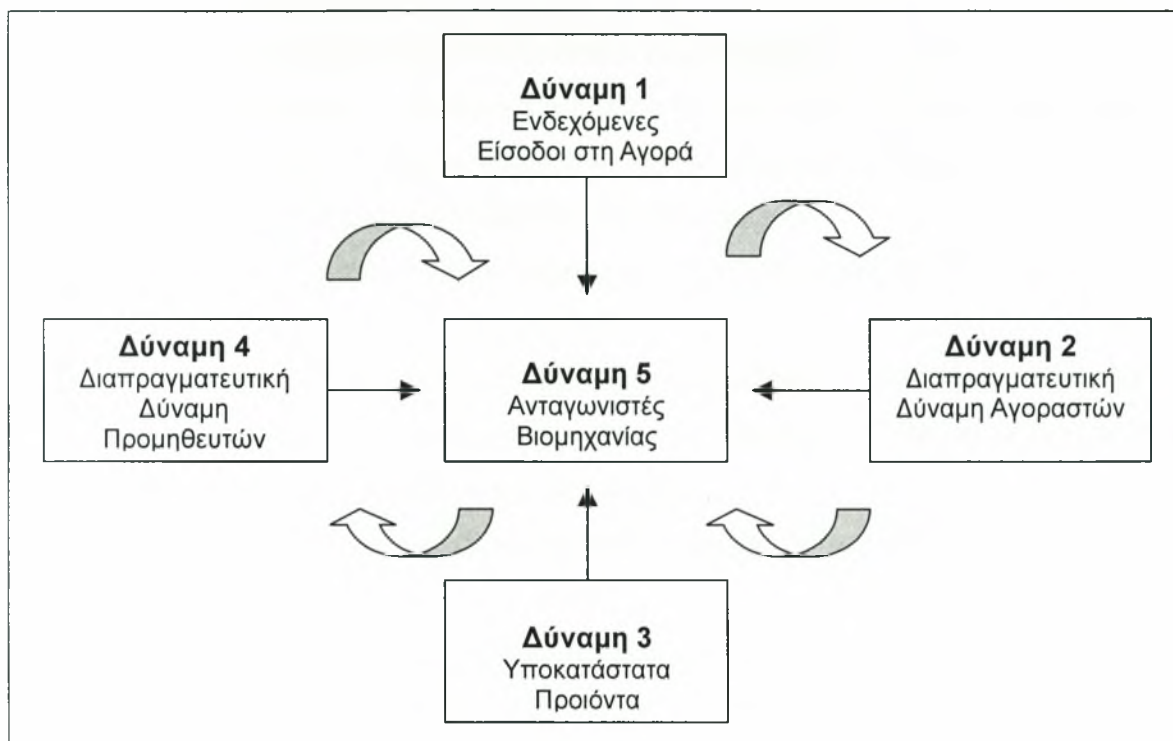 Δύναμη 1
Ενδεχόμενες
Είσοδοι στη Αγορά
Δύναμη 4
Διαπραγματευτική
Δύναμη
Προμηθευτών
Δύναμη 5
Ανταγωνιστές
Βιομηχανίας
Δύναμη 2
Διαπραγματευτική
Δύναμη Αγοραστών
Δύναμη 3
Υποκατάστατα
Προιόντα